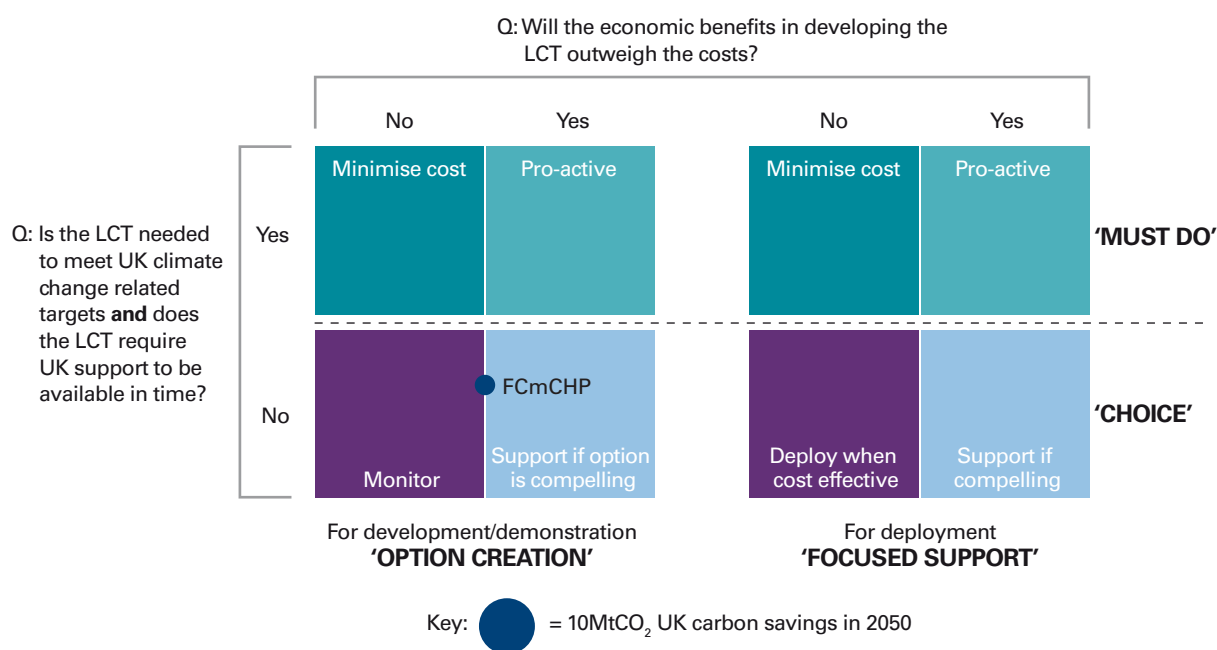 Q: Will the economic benefits in developing the
LCT outweigh the costs?
No
Yes
No
Yes
Minimise cost
Pro-active
Minimise cost
Pro-active
Q: Is the LCT needed
to meet UK climate
change related
targets and does
the LCT require
UK support to be
available in time?
Yes
'MUST DO'
No
FCmCHP
'CHOICE'
Monitor
Support if option
is compelling
Deploy when
cost effective
Support if
compelling
For development/demonstration
‘OPTION CREATION’
For deployment
‘FOCUSED SUPPORT’
Key:
= 10MtCO₂ UK carbon savings in 2050